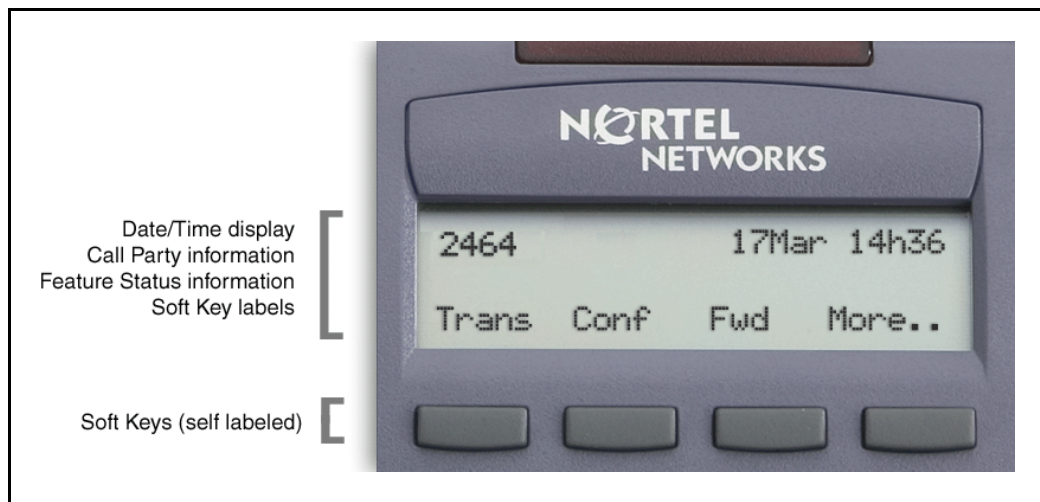 NORTEL
NETWORKS
Date/Time display
Call Party information
Feature Status information
Soft Key labels
2464 17Mar 14h36
Trans Conf Fwd More..
Soft Keys (self labeled)